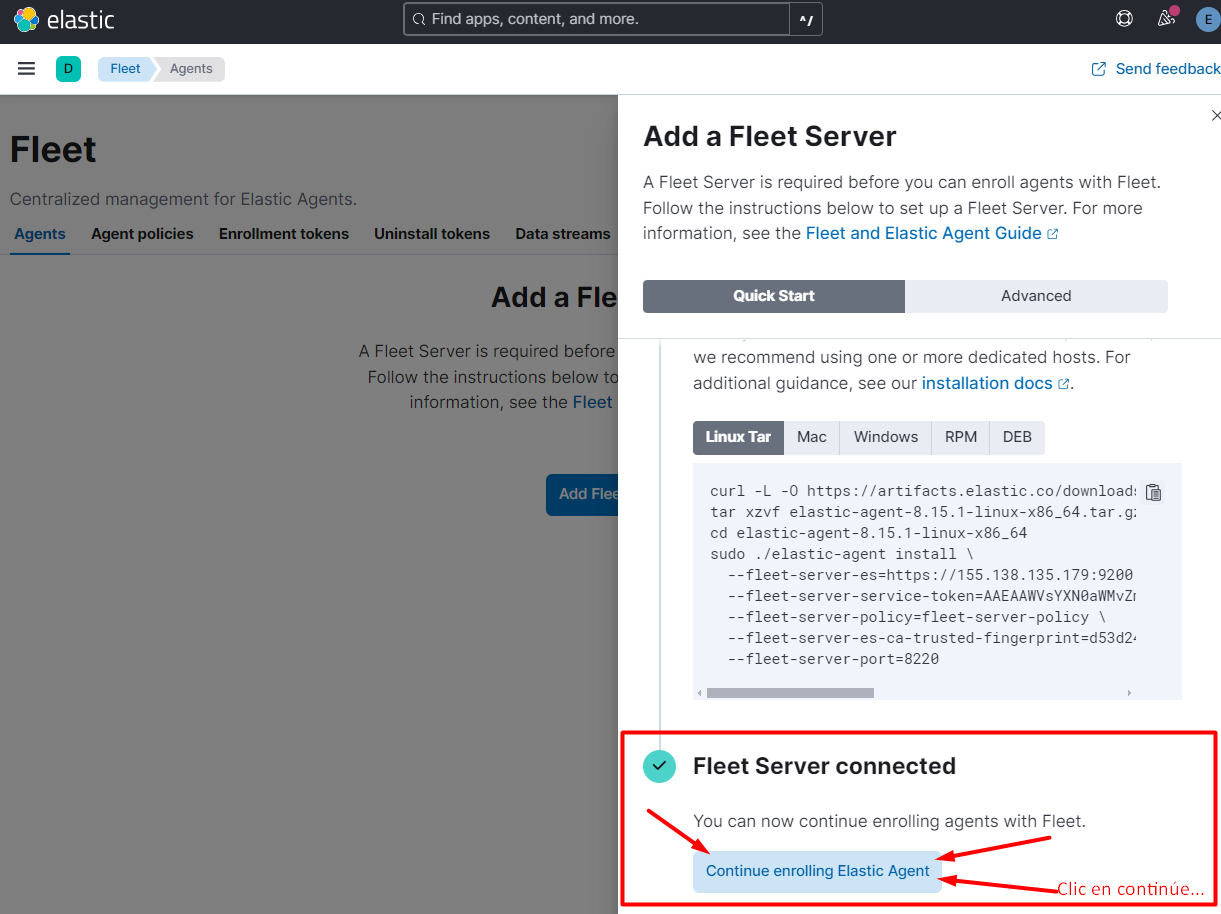 elastic
Find apps, content, and more.
^/
E
D
Fleet
Agents
Send feedback
Fleet
Centralized management for Elastic Agents.
Agents
Agent policies
Enrollment tokens
Uninstall tokens
Data streams
Add a Fle
A Fleet Server is required before
Follow the instructions below to
information, see the Fleet
Add Flee
Add a Fleet Server
A Fleet Server is required before you can enroll agents with Fleet.
Follow the instructions below to set up a Fleet Server. For more
information, see the Fleet and Elastic Agent Guide
Quick Start
Advanced
we recommend using one or more dedicated hosts. For
additional guidance, see our installation docs.
Linux Tar
Mac
Windows
RPM
DEB
curl -L -O https://artifacts.elastic.co/downloads
tar xzvf elastic-agent-8.15.1-linux-x86_64.tar.gz
cd elastic-agent-8.15.1-linux-x86_64
sudo ./elastic-agent install \
--fleet-server-es=https://155.138.135.179:9200
--fleet-server-service-token=AAEAAWVsYXN0aWMvZm
--fleet-server-policy=fleet-server-policy \
--fleet-server-es-ca-trusted-fingerprint=d53d24
--fleet-server-port=8220
Fleet Server connected
You can now continue enrolling agents with Fleet.
Continue enrolling Elastic Agent
Clic en continúe...